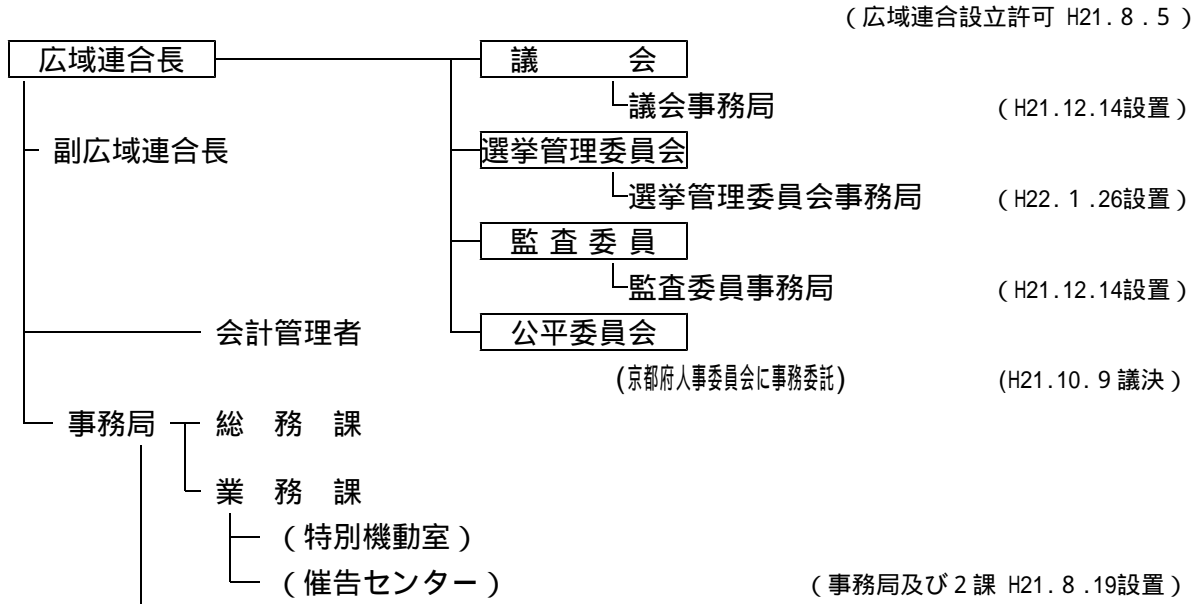 （広域連合設立許可 H21.8.5）
広域連合長 議 会
議会事務局 （H21.12.14設置）
副広域連合長 選挙管理委員会
選挙管理委員会事務局 （H22.1.26設置）
監査委員
監査委員事務局 （H21.12.14設置）
会計管理者 公平委員会
(京都府人事委員会に事務委託) (H21.10.9議決）
事務局 総務課
業務課
（特別機動室）
（催告センター） （事務局及び2課 H21.8.19設置）